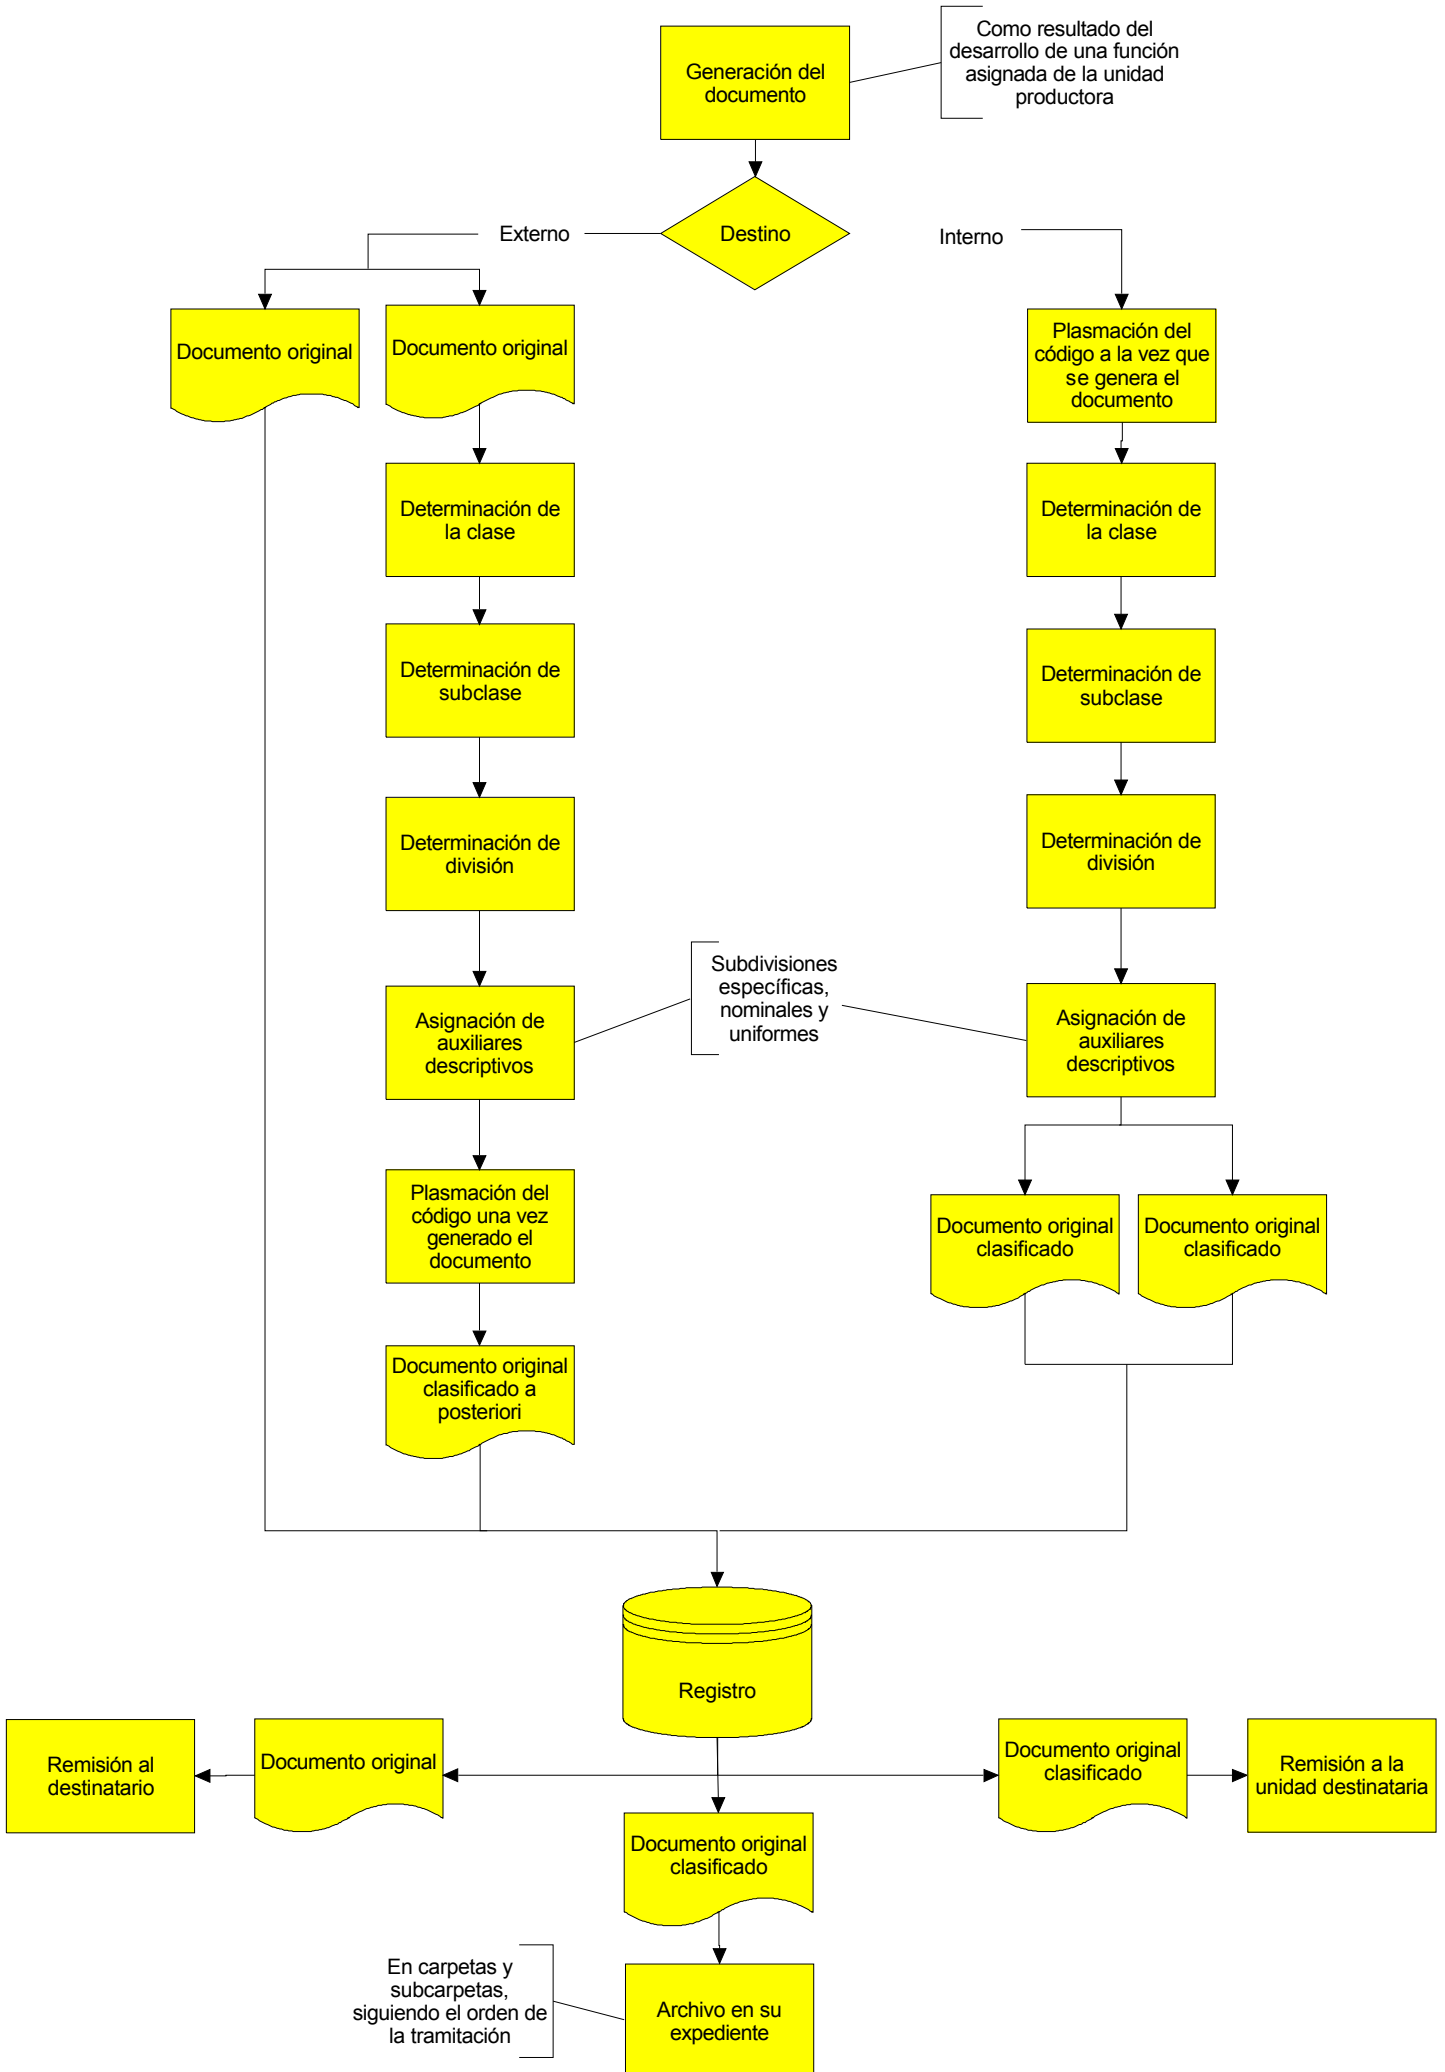 Como resultado del
desarrollo de una función
asignada de la unidad
productora
Generación del
documento
Destino
Externo
Interno
Documento original
Documento original
Plasmación del
código a la vez que
se genera el
documento
Determinación de
la clase
Determinación de
la clase
Determinación de
subclase
Determinación de
subclase
Determinación de
división
Determinación de
división
Subdivisiones
específicas,
nominales y
uniformes
Asignación de
auxiliares
descriptivos
Asignación de
auxiliares
descriptivos
Plasmación del
código una vez
generado el
documento
Documento original
clasificado
Documento original
clasificado
Documento original
clasificado a
posteriori
Registro
Remisión al
destinatario
Documento original
Documento original
clasificado
Remisión a la
unidad destinataria
Documento original
clasificado
En carpetas y
subcarpetas,
siguiendo el orden de
la tramitación
Archivo en su
expediente